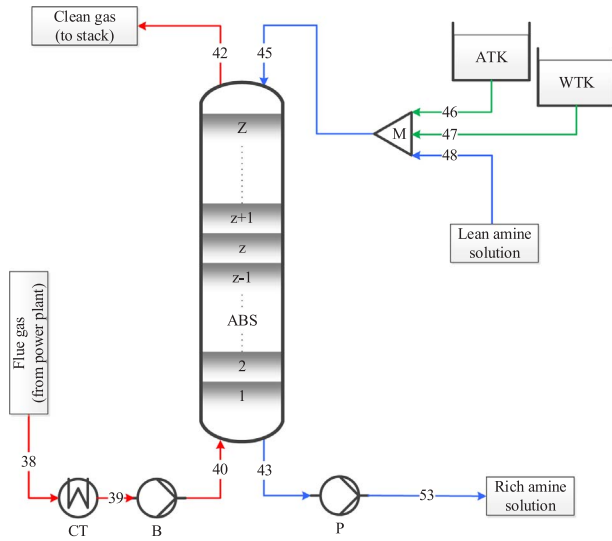 Clean gas
(to stack)
42
45
ATK
WTK
46
47
48
M
Z
Lean amine
solution
z+1
z
z-1
ABS
2
1
Flue gas
(from power plant)
38
39
40
43
53
CT
B
P
Rich amine
solution